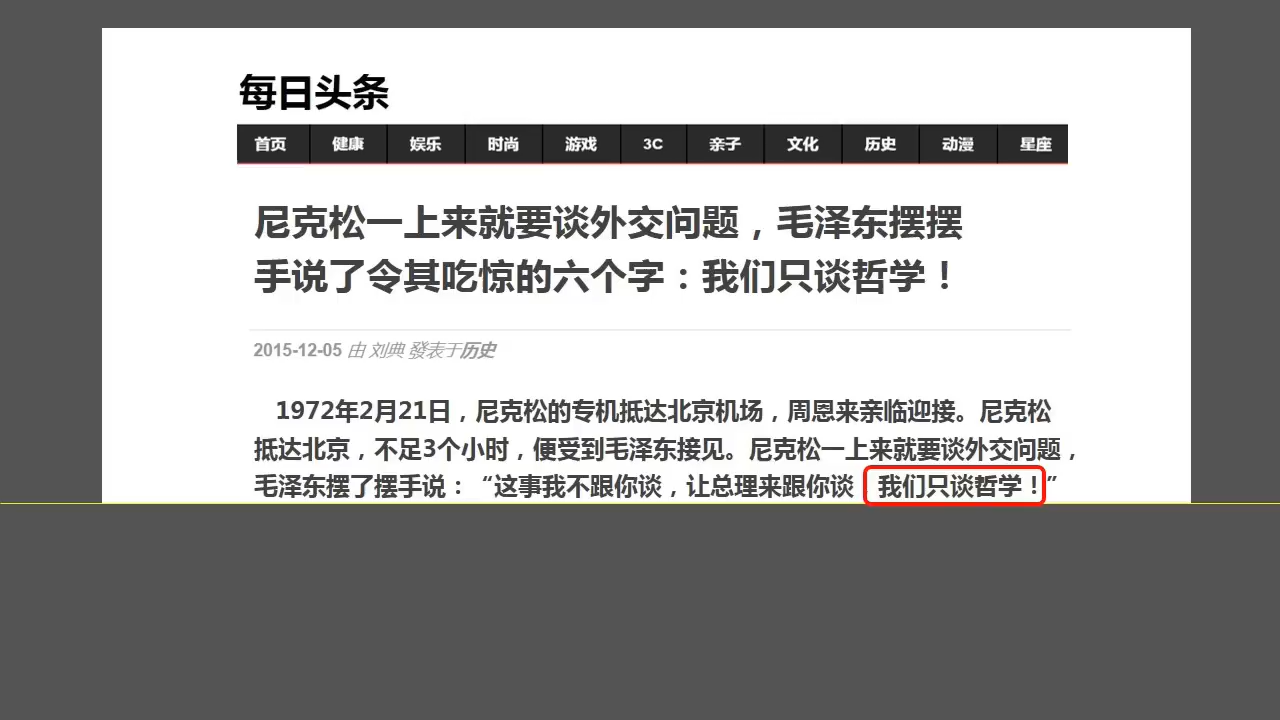 每日头条
首页 健康 娱乐 时尚 游戏 3C 亲子 文化 历史 动漫 星座
尼克松一上来就要谈外交问题，毛泽东摆摆
手说了令其吃惊的六个字：我们只谈哲学！
2015-12-05 由 刘典 發表于历史
1972年2月21日，尼克松的专机抵达北京机场，周恩来亲临迎接。尼克松
抵达北京，不足3个小时，便受到毛泽东接见。尼克松一上来就要谈外交问题，
毛泽东摆了摆手说：“这事我不跟你谈，让总理来跟你谈 我们只谈哲学！”